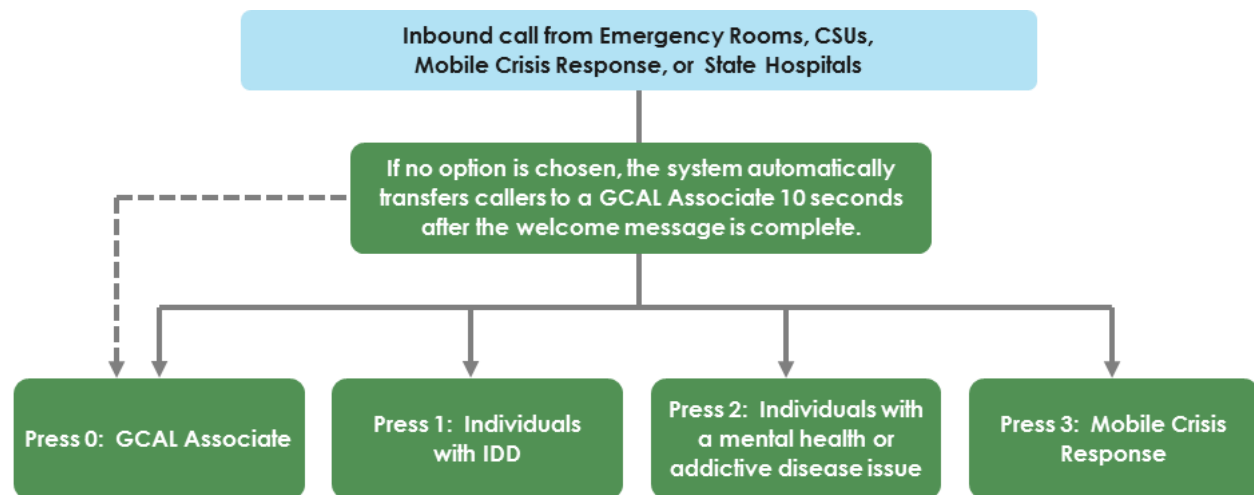 Inbound call from Emergency Rooms, CSUs,
Mobile Crisis Response, or State Hospitals
If no option is chosen, the system automatically
transfers callers to a GCAL Associate 10 seconds
after the welcome message is complete.
Press 0: GCAL Associate
Press 1: Individuals
with IDD
Press 2: Individuals with
a mental health or
addictive disease issue
Press 3: Mobile Crisis
Response